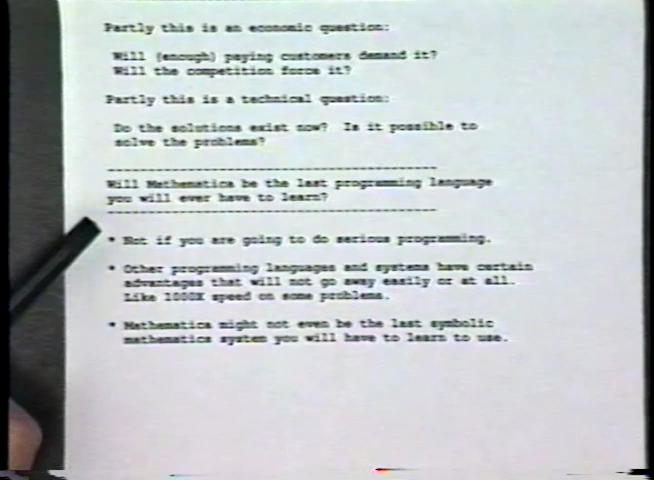 Partly this is an economic question:
Will (enough) paying customers demand it?
Will the competition force it?
Partly this is a technical question:
Do the solutions exist now? Is it possible to
solve the problems?
----------------------------------------
Will Mathematica be the last programming language
you will ever have to learn?
----------------------------------------
* Not if you are going to do serious programming.
* Other programming languages and systems have certain
advantages that will not go away easily or at all.
Like 1000X speed on some problems.
* Mathematica might not even be the last symbolic
mathematics system you will have to learn to use.